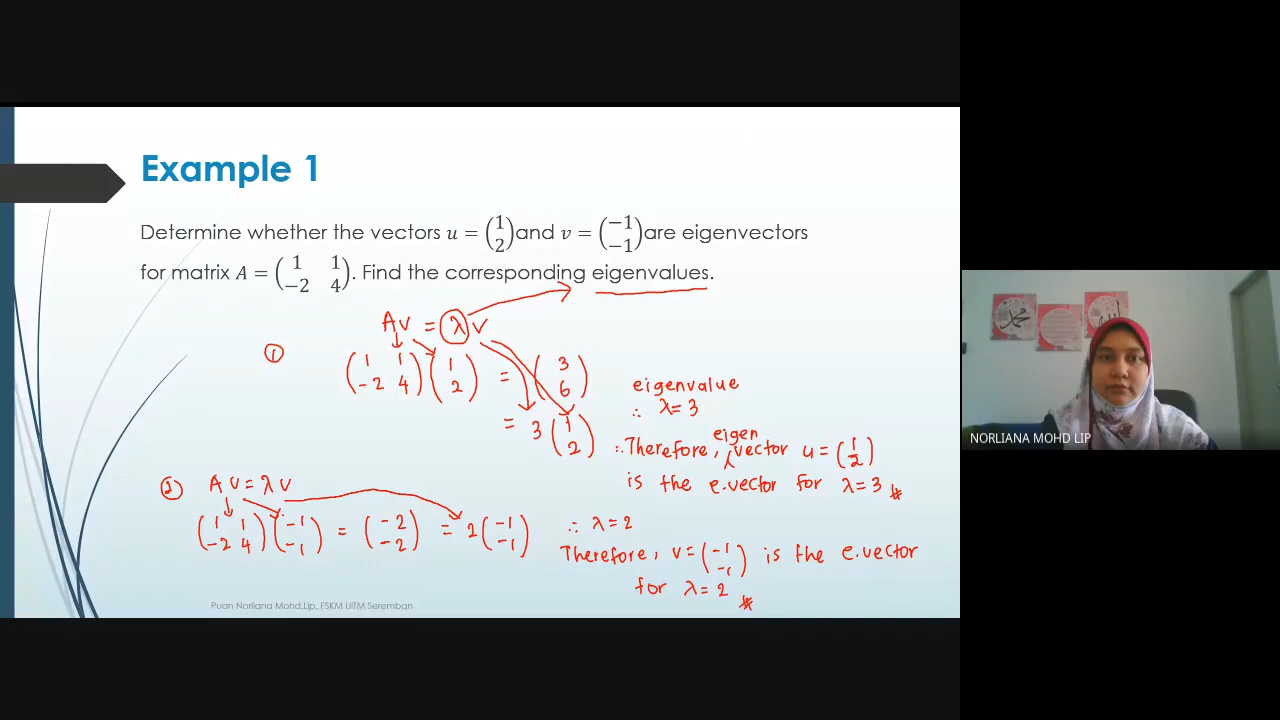 Example 1
Determine whether the vectors u = (1 2) and v = (−1 −1) are eigenvectors
for matrix A = (1 1 −2 4). Find the corresponding eigenvalues.
Av = λv
① (1 1 −2 4)(1 2) = (3 6)
= 3(1 2)
eigenvalue
∴ λ = 3
∴ Therefore, eigen vector u = (1 2)
is the e.vector for λ = 3 #
② Av = λv
(1 1 −2 4)(−1 −1) = (−2 −2) = 2(−1 −1)
∴ λ = 2
Therefore, v = (−1 −1) is the e.vector
for λ = 2 #
Puan Norliana Mohd.Lip, FSKM UiTM Seremban
NORLIANA MOHD LIP